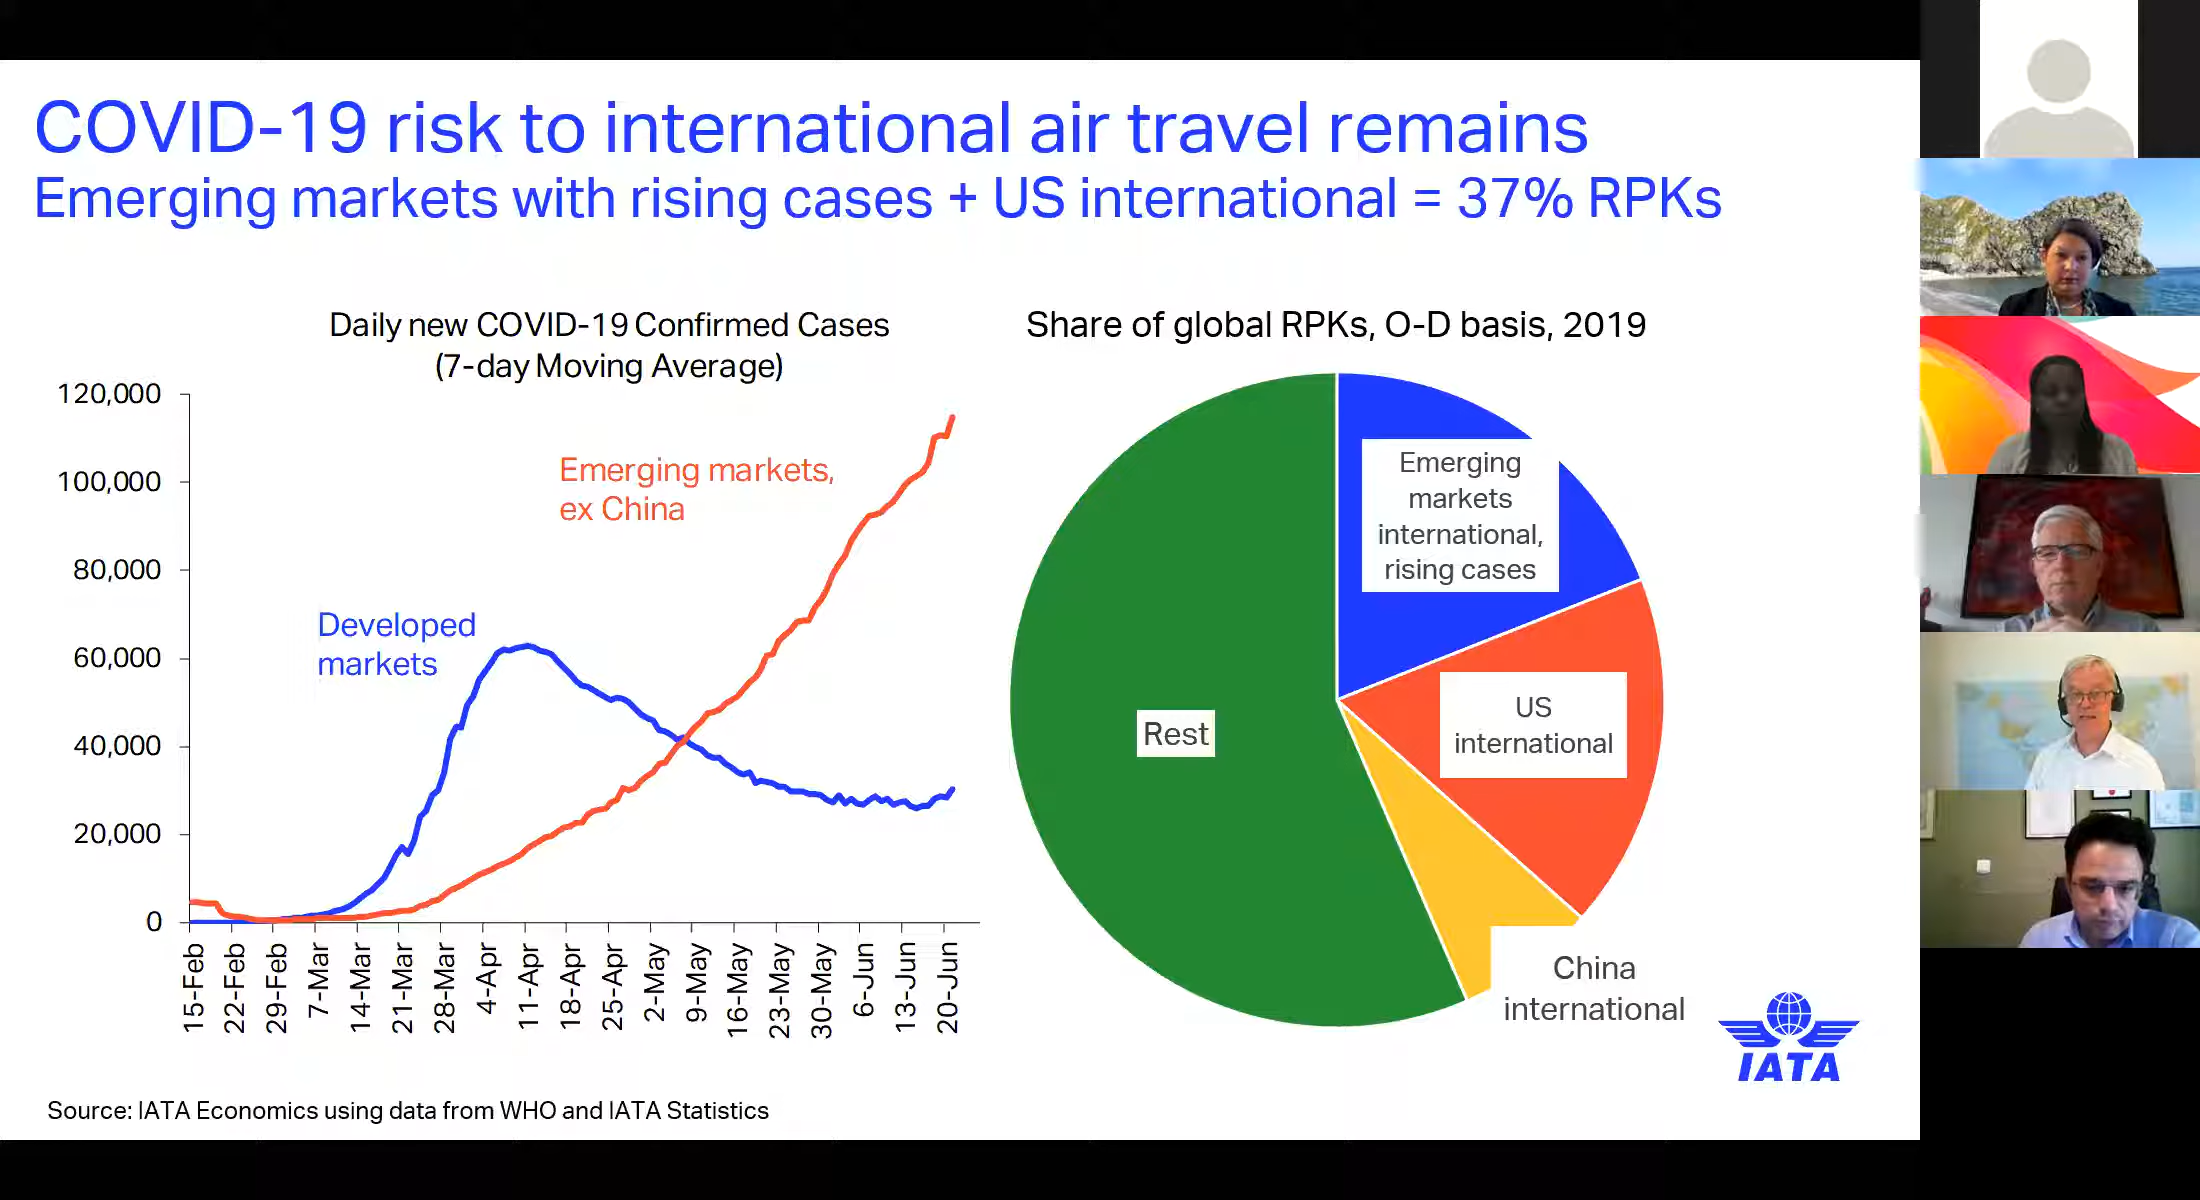 COVID-19 risk to international air travel remains
Emerging markets with rising cases + US international = 37% RPKs
Daily new COVID-19 Confirmed Cases
(7-day Moving Average)
120,000
100,000
80,000
60,000
40,000
20,000
0
Emerging markets,
ex China
Developed
markets
15-Feb
22-Feb
29-Feb
7-Mar
14-Mar
21-Mar
28-Mar
4-Apr
11-Apr
18-Apr
25-Apr
2-May
9-May
16-May
23-May
30-May
6-Jun
13-Jun
20-Jun
Share of global RPKs, O-D basis, 2019
Emerging
markets
international,
rising cases
US
international
Rest
China
international
IATA
Source: IATA Economics using data from WHO and IATA Statistics